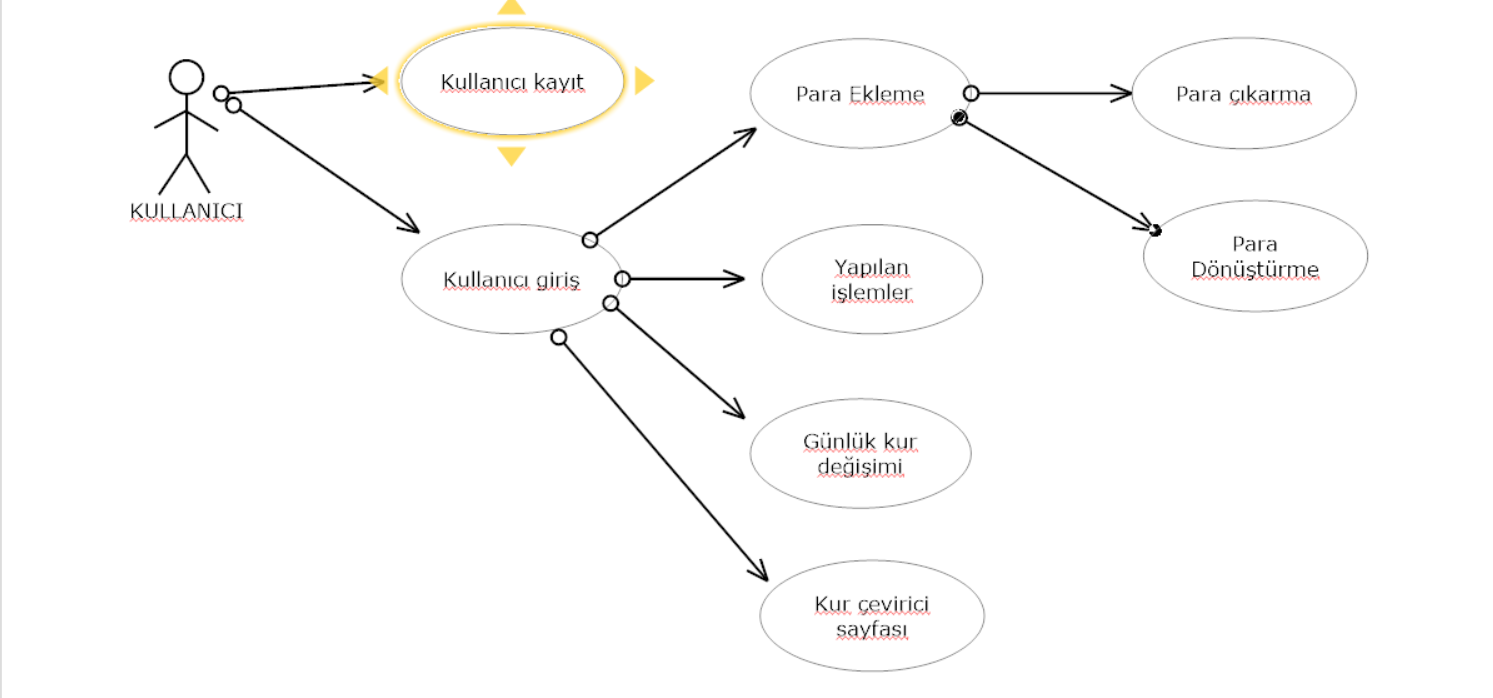 Kullanıcı kayıt
Para Ekleme
Para çıkarma
KULLANICI
Kullanıcı giriş
Yapılan
işlemler
Para
Dönüştürme
Günlük kur
değişimi
Kur çevirici
sayfası